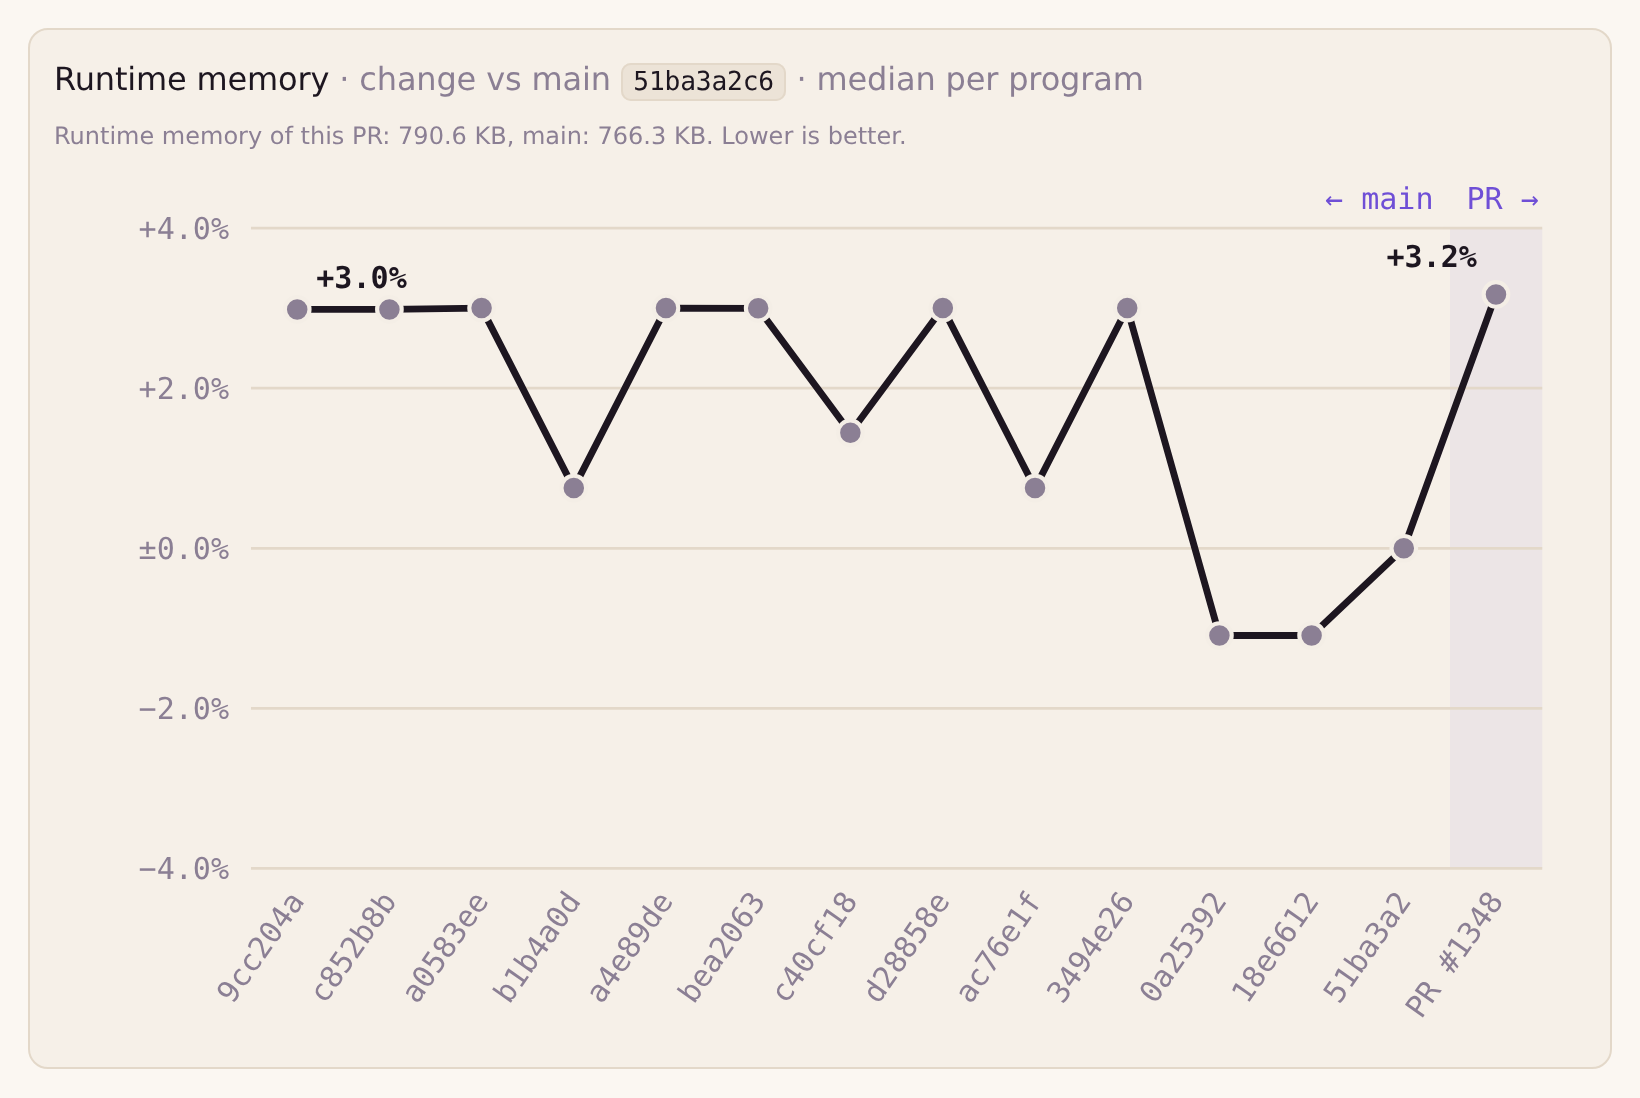 Runtime memory · change vs main 51ba3a2c6 · median per program
Runtime memory of this PR: 790.6 KB, main: 766.3 KB. Lower is better.
← main PR →
+4.0%
+3.0%
+3.2%
+2.0%
±0.0%
−2.0%
−4.0%
9cc204a
c852b8b
a0583ee
b1b4a0d
a4e89de
bea2063
c40cf18
d28858e
ac76e1f
3494e26
0a25392
18e6612
51ba3a2
PR #1348